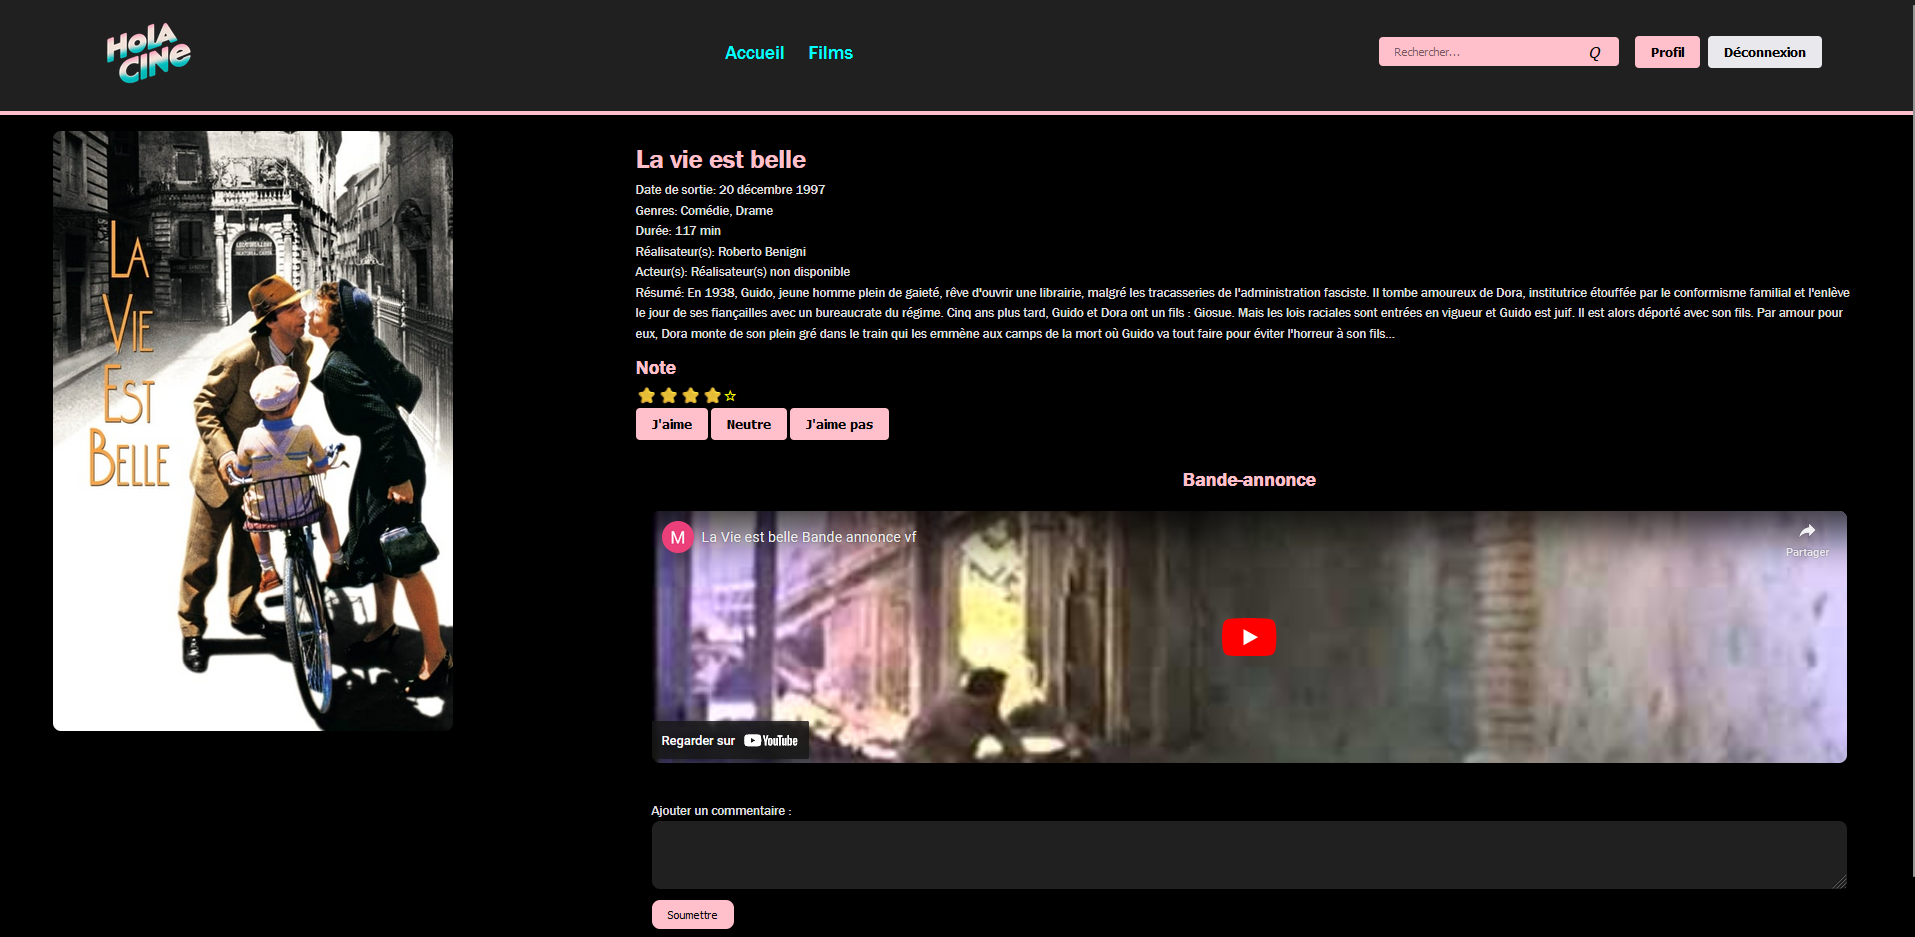 HOLA
CINE
Accueil Films
Rechercher... Q
Profil Déconnexion
LA
VIE
EST
BELLE
La vie est belle
Date de sortie: 20 décembre 1997
Genres: Comédie, Drame
Durée: 117 min
Réalisateur(s): Roberto Benigni
Acteur(s): Réalisateur(s) non disponible
Résumé: En 1938, Guido, jeune homme plein de gaieté, rêve d'ouvrir une librairie, malgré les tracasseries de l'administration fasciste. Il tombe amoureux de Dora, institutrice étouffée par le conformisme familial et l'enlève
le jour de ses fiançailles avec un bureaucrate du régime. Cinq ans plus tard, Guido et Dora ont un fils : Giosue. Mais les lois raciales sont entrées en vigueur et Guido est juif. Il est alors déporté avec son fils. Par amour pour
eux, Dora monte de son plein gré dans le train qui les emmène aux camps de la mort où Guido va tout faire pour éviter l'horreur à son fils...
Note
J'aime Neutre J'aime pas
Bande-annonce
M La Vie est belle Bande annonce vf
Partager
Regarder sur YouTube
Ajouter un commentaire :
Soumettre